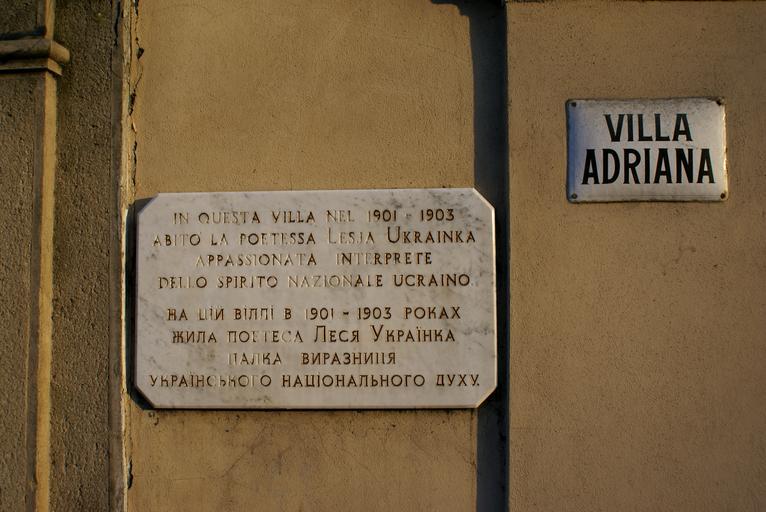 IN QUESTA VILLA NEL 1901 - 1903
ABITÒ LA POETESSA LESJA UKRAINKA
APPASSIONATA INTERPRETE
DELLO SPIRITO NAZIONALE UCRAINO.
НА ЦІЙ ВІЛЛІ В 1901 - 1903 РОКАХ
ЖИЛА ПОЕТЕСА ЛЕСЯ УКРАЇНКА
ПАЛКА ВИРАЗНИЦЯ
УКРАЇНСЬКОГО НАЦІОНАЛЬНОГО ДУХУ.
VILLA
ADRIANA